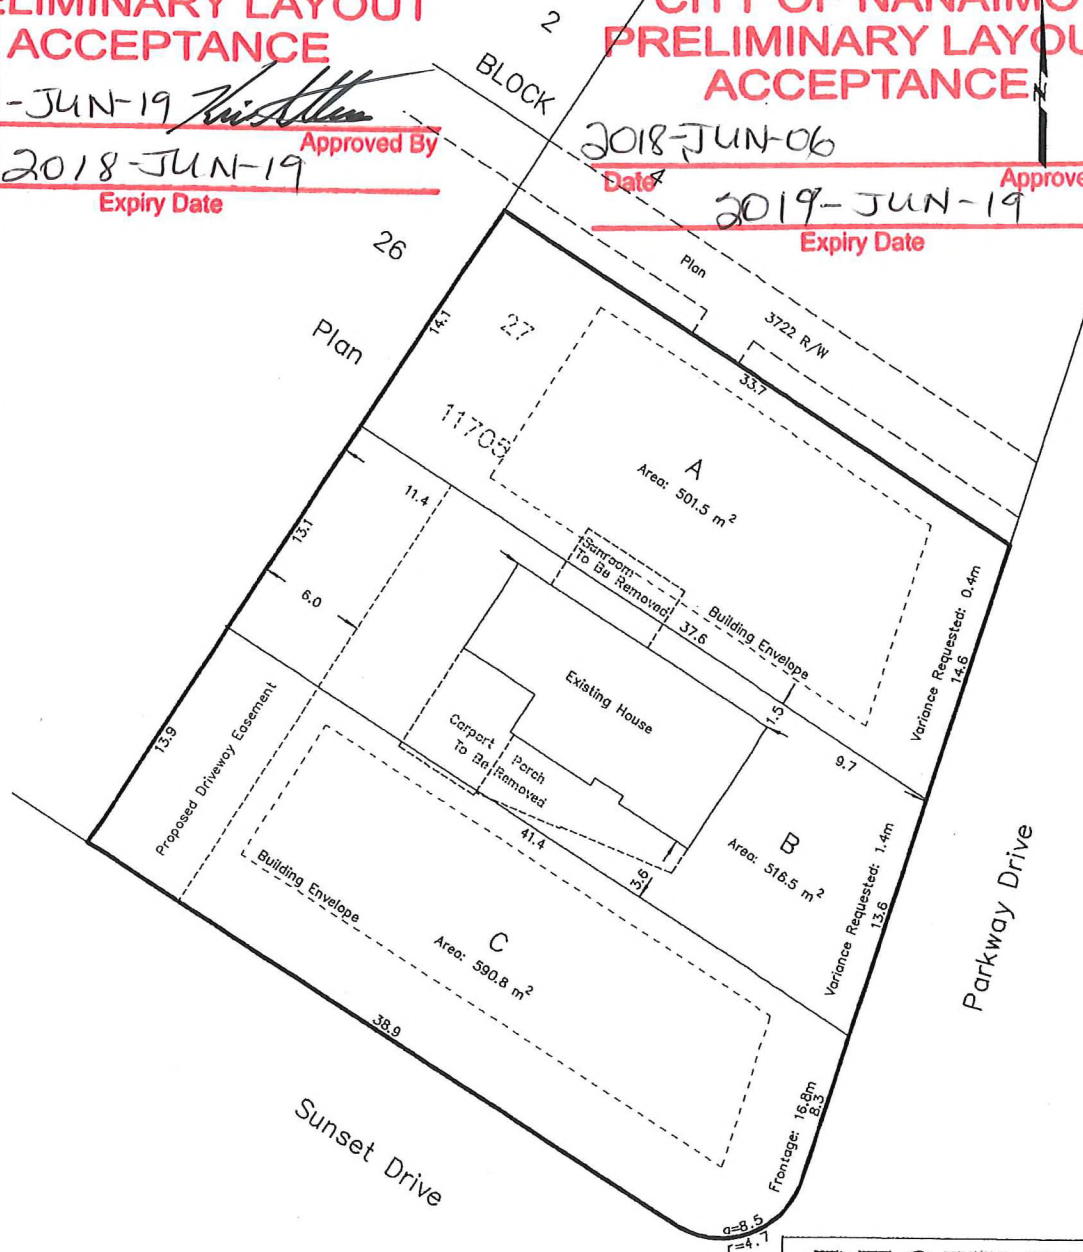 ELIMINARY LAYOUT
ACCEPTANCE
-JUN-19
Approved By
2018-JUN-19
Expiry Date
CITY OF NANAIMO
PRELIMINARY LAYOU
ACCEPTANCE
2018-JUN-06
Date
Approve
2019-JUN-19
Expiry Date
N
2
BLOCK
4
26
Plan
27
11705
Plan
3722 R/W
14.1
33.7
A
Area: 501.5 m²
11.4
13.1
6.0
Sunroom
To Be Removed
37.6
Building Envelope
Variance Requested: 0.4m
14.6
Existing House
1.5
9.7
Carport
Porch
To Be Removed
B
Area: 516.5 m²
Variance Requested: 1.4m
13.6
Parkway Drive
13.9
Proposed Driveway Easement
41.4
3.6
Building Envelope
C
Area: 590.8 m²
38.9
Frontage: 16.8m
8.3
Sunset Drive
a=8.5
r=4.7